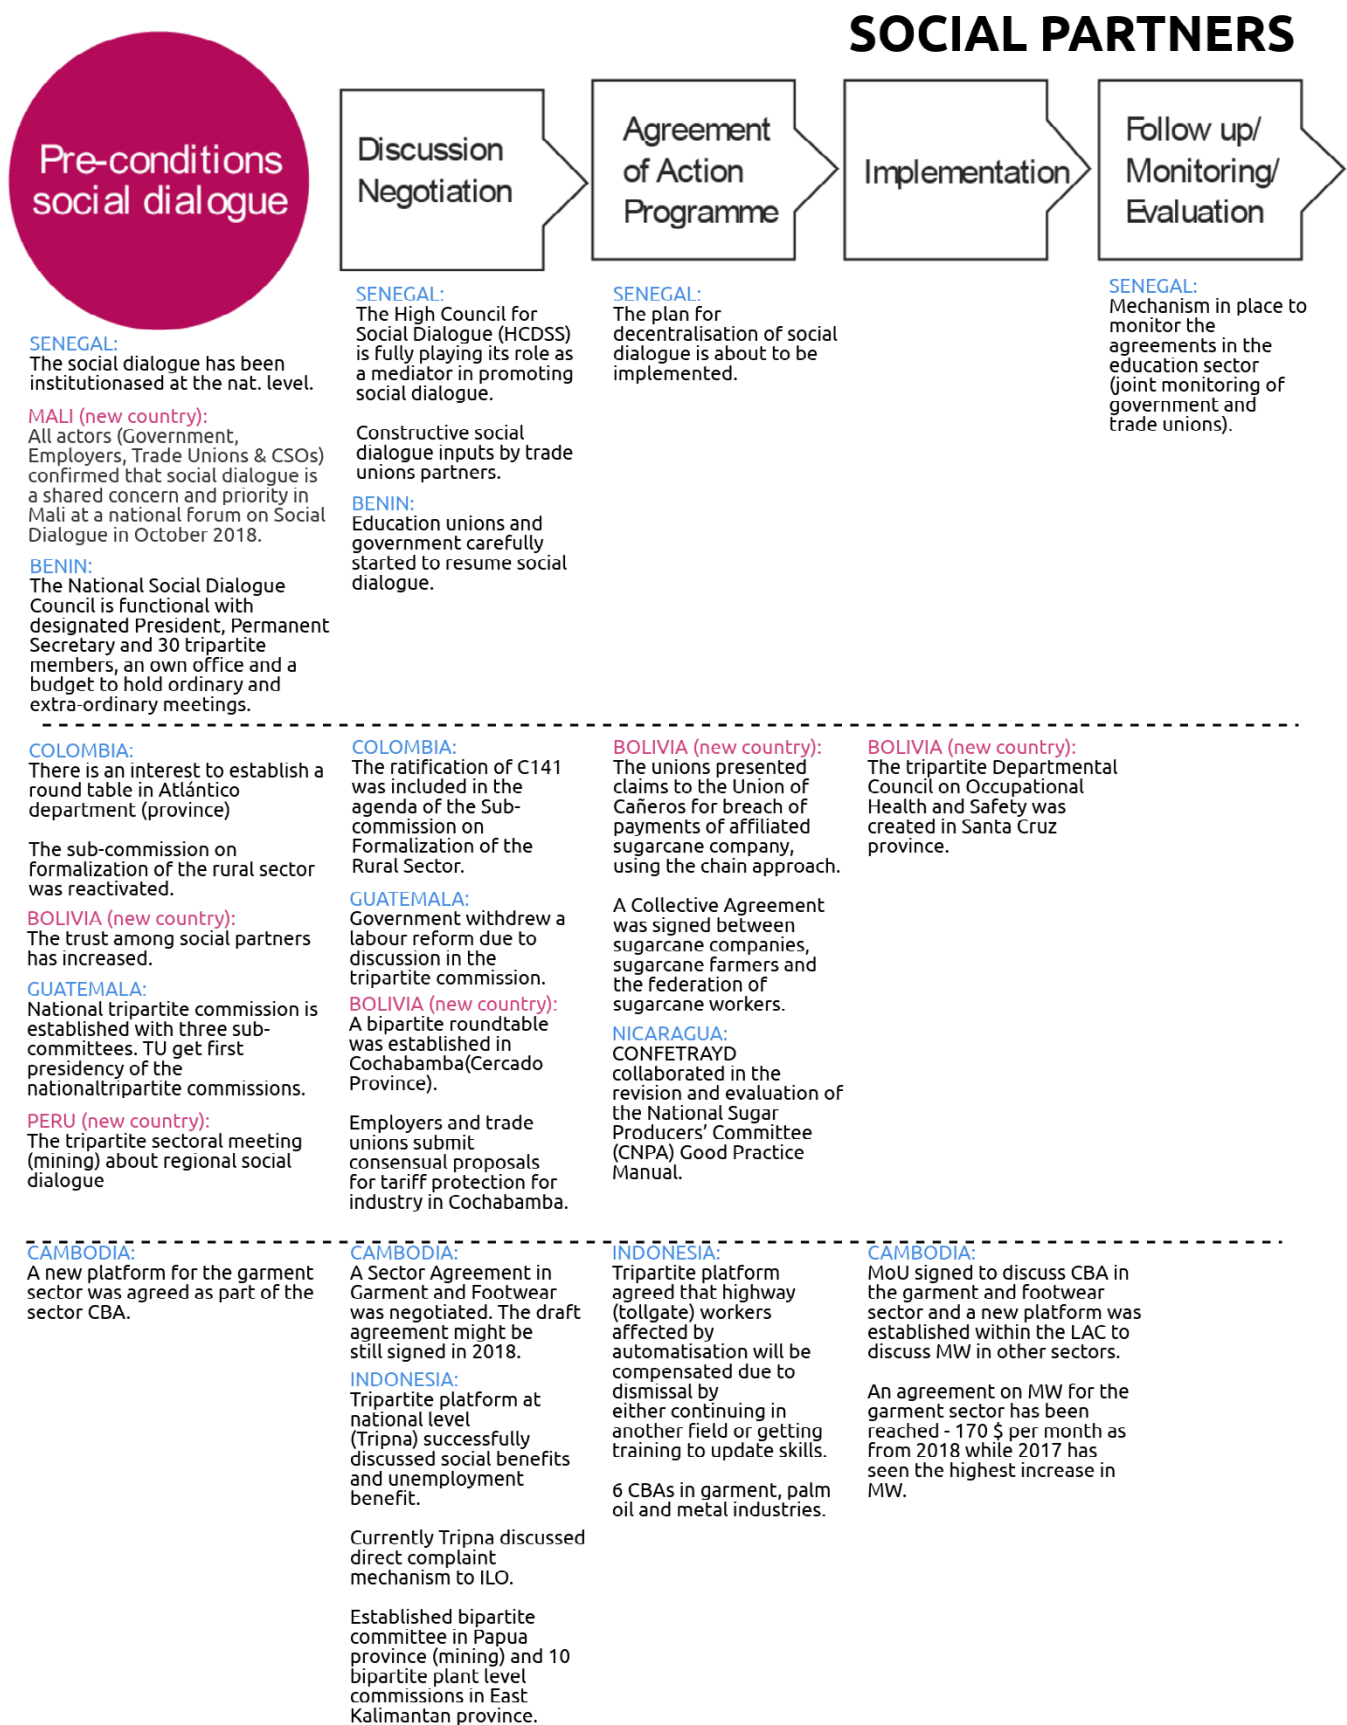 SOCIAL PARTNERS
Pre-conditions
social dialogue
Discussion
Negotiation
Agreement
of Action
Programme
Implementation
Follow up/
Monitoring/
Evaluation
SENEGAL:
The social dialogue has been
institutionased at the nat. level.
MALI (new country):
All actors (Government,
Employers, Trade Unions & CSOs)
confirmed that social dialogue is
a shared concern and priority in
Mali at a national forum on Social
Dialogue in October 2018.
BENIN:
The National Social Dialogue
Council is functional with
designated President, Permanent
Secretary and 30 tripartite
members, an own office and a
budget to hold ordinary and
extra-ordinary meetings.
SENEGAL:
The High Council for
Social Dialogue (HCDSS)
is fully playing its role as
a mediator in promoting
social dialogue.
Constructive social
dialogue inputs by trade
unions partners.
BENIN:
Education unions and
government carefully
started to resume social
dialogue.
SENEGAL:
The plan for
decentralisation of social
dialogue is about to be
implemented.
SENEGAL:
Mechanism in place to
monitor the
agreements in the
education sector
(joint monitoring of
government and
trade unions).
COLOMBIA:
There is an interest to establish a
round table in Atlántico
department (province)
The sub-commission on
formalization of the rural sector
was reactivated.
BOLIVIA (new country):
The trust among social partners
has increased.
GUATEMALA:
National tripartite commission is
established with three sub-
committees. TU get first
presidency of the
nationaltripartite commissions.
PERU (new country):
The tripartite sectoral meeting
(mining) about regional social
dialogue
COLOMBIA:
The ratification of C141
was included in the
agenda of the Sub-
commission on
Formalization of the
Rural Sector.
GUATEMALA:
Government withdrew a
labour reform due to
discussion in the
tripartite commission.
BOLIVIA (new country):
A bipartite roundtable
was established in
Cochabamba(Cercado
Province).
Employers and trade
unions submit
consensual proposals
for tariff protection for
industry in Cochabamba.
BOLIVIA (new country):
The unions presented
claims to the Union of
Cañeros for breach of
payments of affiliated
sugarcane company,
using the chain approach.
A Collective Agreement
was signed between
sugarcane companies,
sugarcane farmers and
the federation of
sugarcane workers.
NICARAGUA:
CONFETRAYD
collaborated in the
revision and evaluation of
the National Sugar
Producers’ Committee
(CNPA) Good Practice
Manual.
BOLIVIA (new country):
The tripartite Departmental
Council on Occupational
Health and Safety was
created in Santa Cruz
province.
CAMBODIA:
A new platform for the garment
sector was agreed as part of the
sector CBA.
CAMBODIA:
A Sector Agreement in
Garment and Footwear
was negotiated. The draft
agreement might be
still signed in 2018.
INDONESIA:
Tripartite platform at
national level
(Tripna) successfully
discussed social benefits
and unemployment
benefit.
Currently Tripna discussed
direct complaint
mechanism to ILO.
Established bipartite
committee in Papua
province (mining) and 10
bipartite plant level
commissions in East
Kalimantan province.
INDONESIA:
Tripartite platform
agreed that highway
(tollgate) workers
affected by
automatisation will be
compensated due to
dismissal by
either continuing in
another field or getting
training to update skills.
6 CBAs in garment, palm
oil and metal industries.
CAMBODIA:
MoU signed to discuss CBA in
the garment and footwear
sector and a new platform was
established within the LAC to
discuss MW in other sectors.
An agreement on MW for the
garment sector has been
reached - 170 $ per month as
from 2018 while 2017 has
seen the highest increase in
MW.